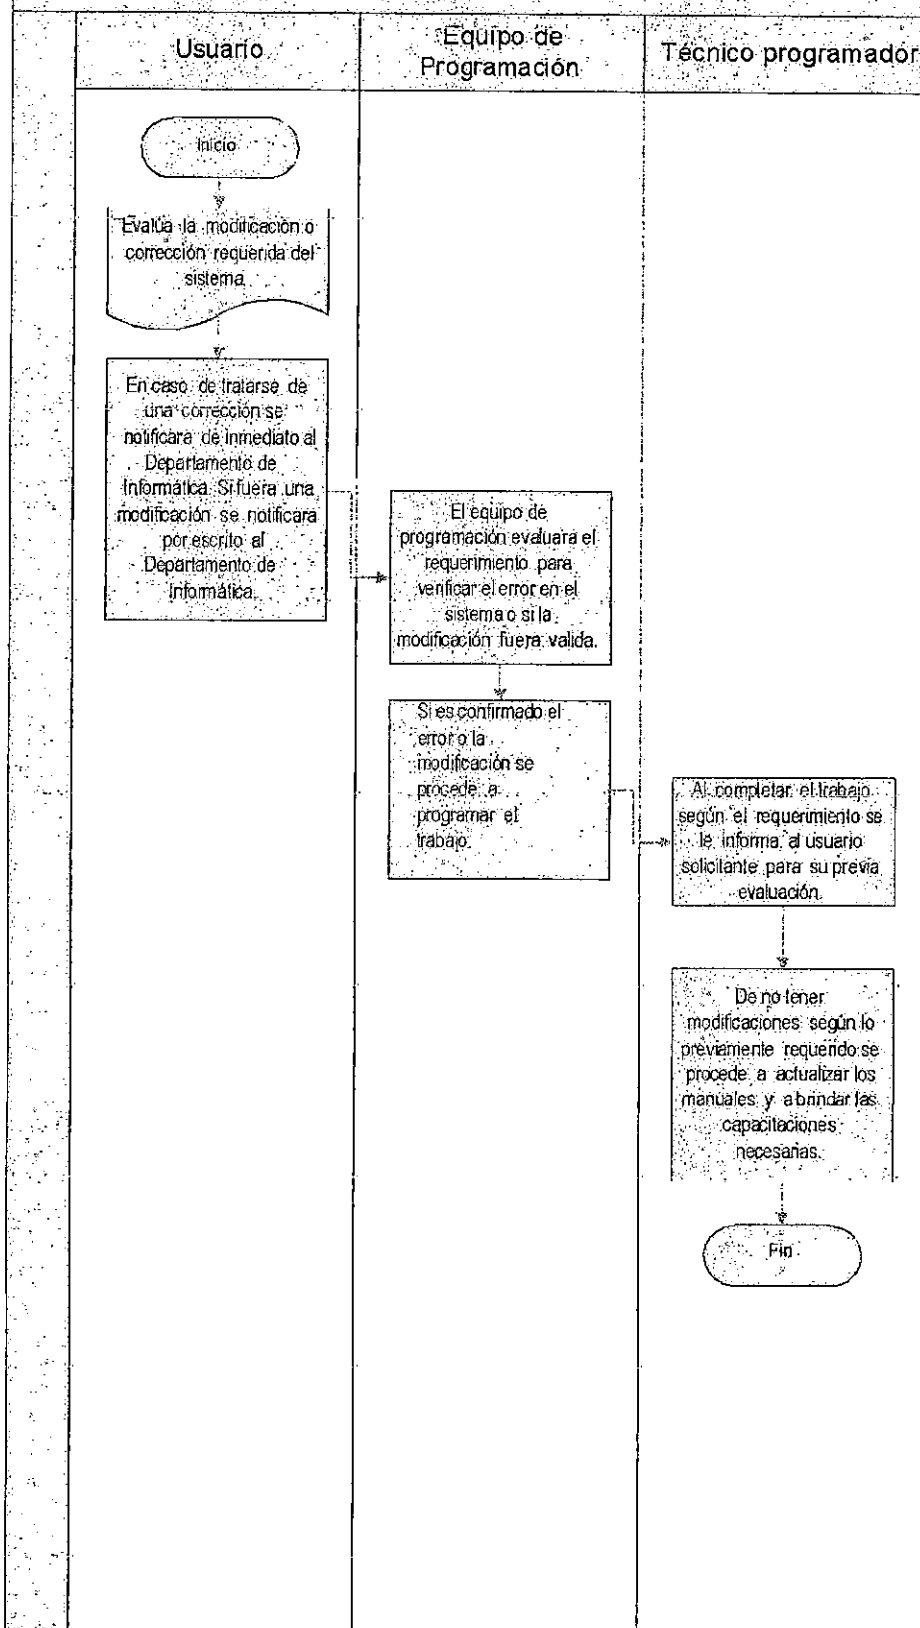 Usuario
Equipo de
Programación
Técnico programador
Inicio
Evalúa la modificación o
corrección requerida del
sistema
En caso de tratarse de
una corrección se
notificara de inmediato al
Departamento de
Informática. Si fuera una
modificación se notificara
por escrito al
Departamento de
Informática.
El equipo de
programación evaluara el
requerimiento para
verificar el error en el
sistema o si la
modificación fuera valida.
Si es confirmado el
error o la
modificación se
procede a
programar el
trabajo.
Al completar el trabajo
según el requerimiento se
le informa al usuario
solicitante para su previa
evaluación.
De no tener
modificaciones según lo
previamente requerido se
procede a actualizar los
manuales y a brindar las
capacitaciones
necesarias.
Fin